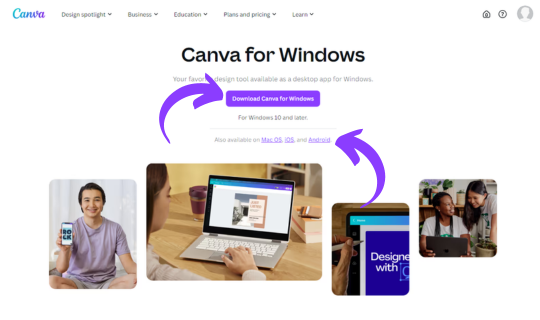 Canva
Design spotlight
Business
Education
Plans and pricing
Learn
Canva for Windows
Your favorite design tool available as a desktop app for Windows.
Download Canva for Windows
For Windows 10 and later.
Also available on Mac OS, iOS, and Android.
Designe
with